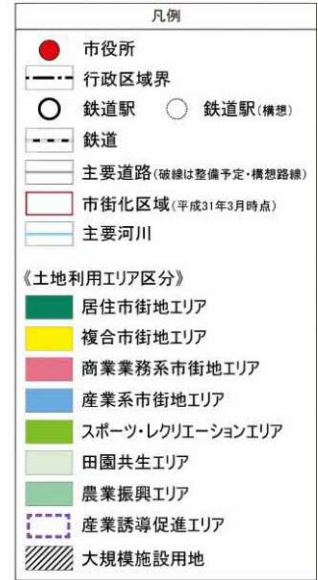 凡例
市役所
行政区域界
鉄道駅 鉄道駅(構想)
鉄道
主要道路(破線は整備予定・構想路線)
市街化区域(平成31年3月時点)
主要河川
《土地利用エリア区分》
居住市街地エリア
複合市街地エリア
商業業務系市街地エリア
産業系市街地エリア
スポーツ・レクリエーションエリア
田園共生エリア
農業振興エリア
産業誘導促進エリア
大規模施設用地